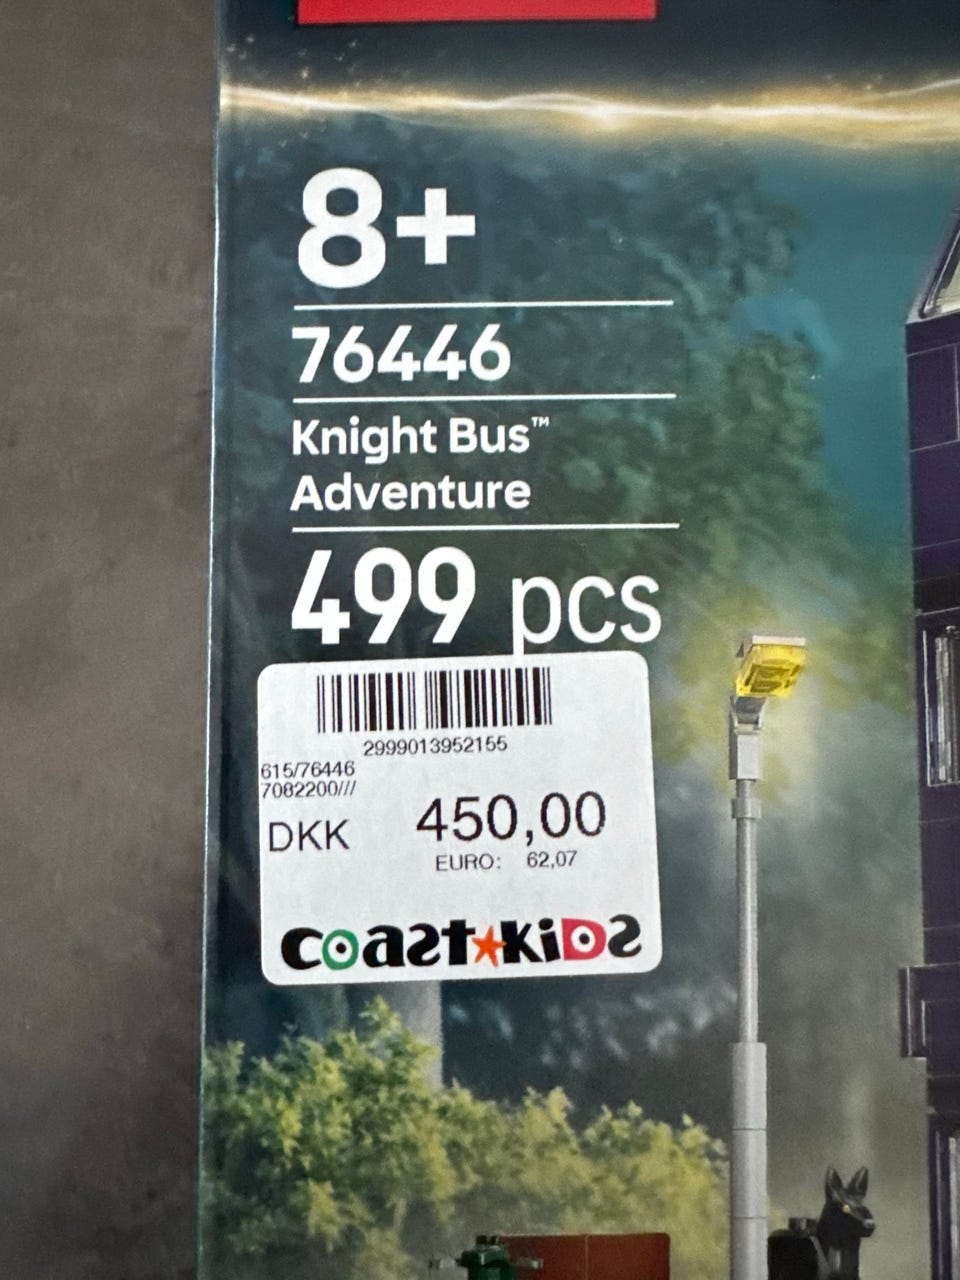 8+
76446
Knight Bus™
Adventure
499 pcs
2999013952155
615/76446
7082200///
DKK 450,00
EURO: 62,07
coast★kids